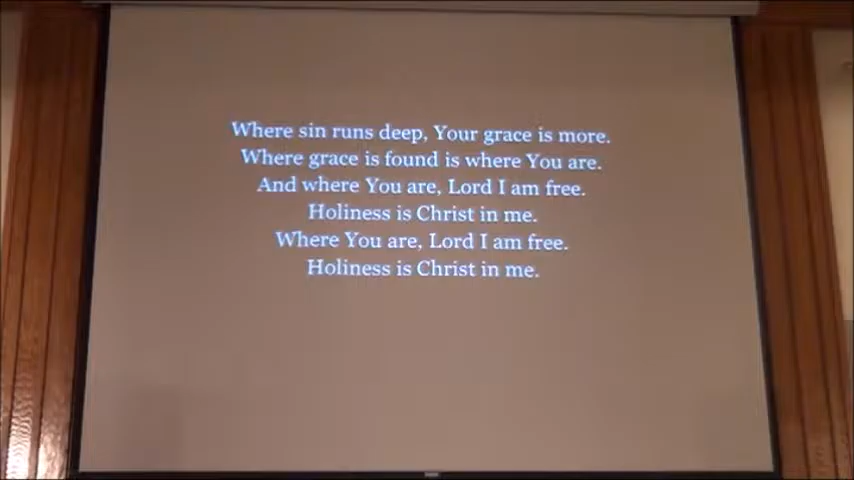 Where sin runs deep, Your grace is more.
Where grace is found is where You are.
And where You are, Lord I am free.
Holiness is Christ in me.
Where You are, Lord I am free.
Holiness is Christ in me.